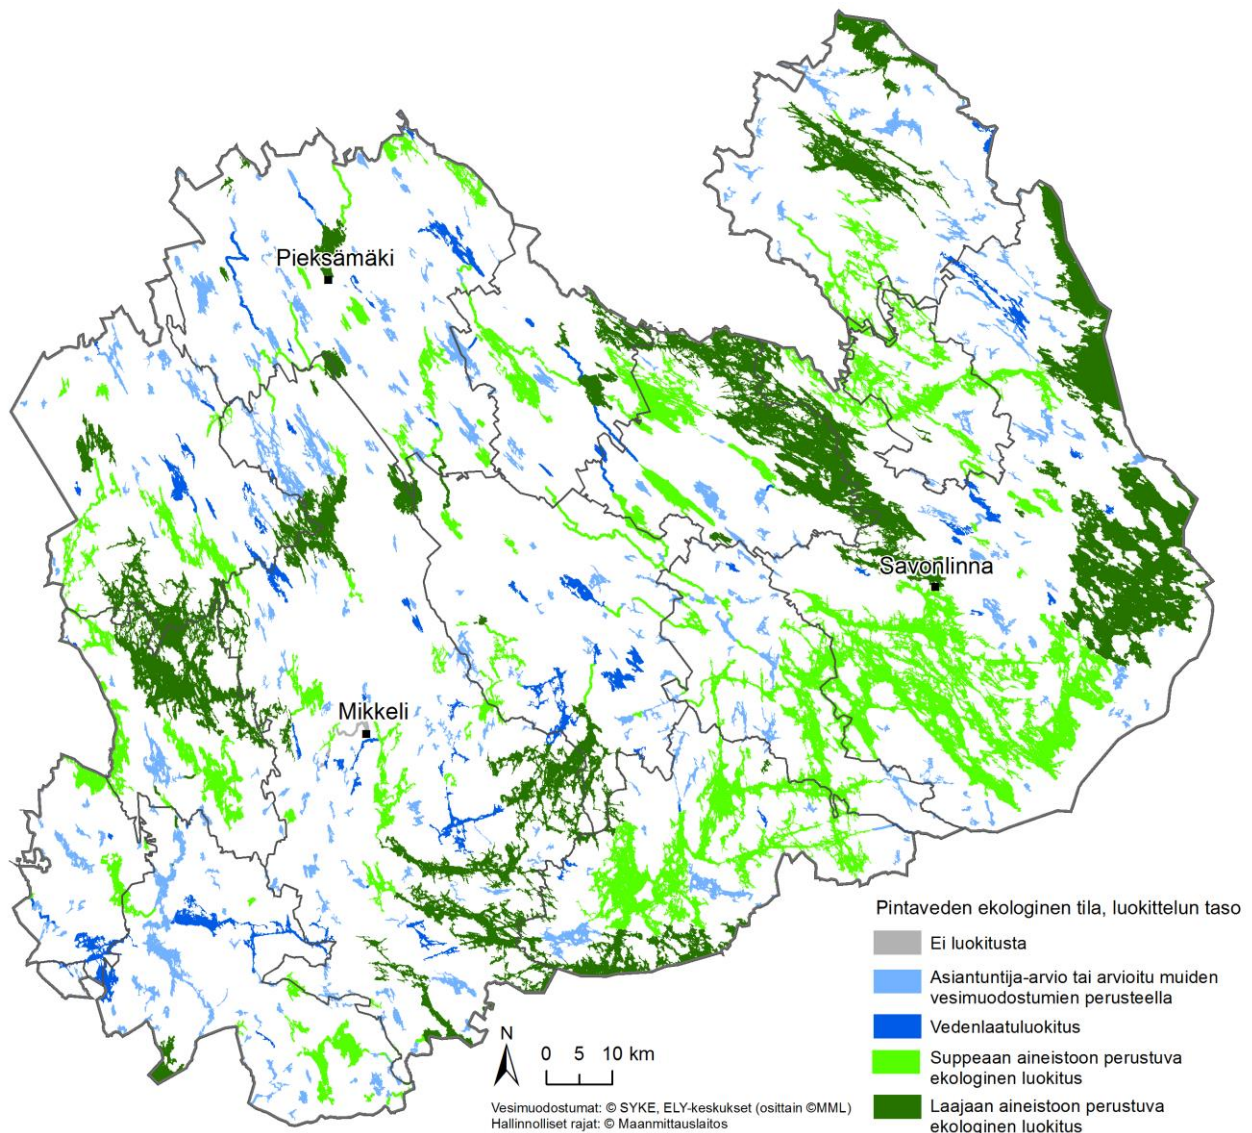 Pieksämäki
Savonlinna
Mikkeli
Pintaveden ekologinen tila, luokittelun taso
Ei luokitusta
Asiantuntija-arvio tai arvioitu muiden
vesimuodostumien perusteella
Vedenlaatuluokitus
Suppeaan aineistoon perustuva
ekologinen luokitus
Laajaan aineistoon perustuva
ekologinen luokitus
N
0 5 10 km
Vesimuodostumat: © SYKE, ELY-keskukset (osittain ©MML)
Hallinnolliset rajat: © Maanmittauslaitos